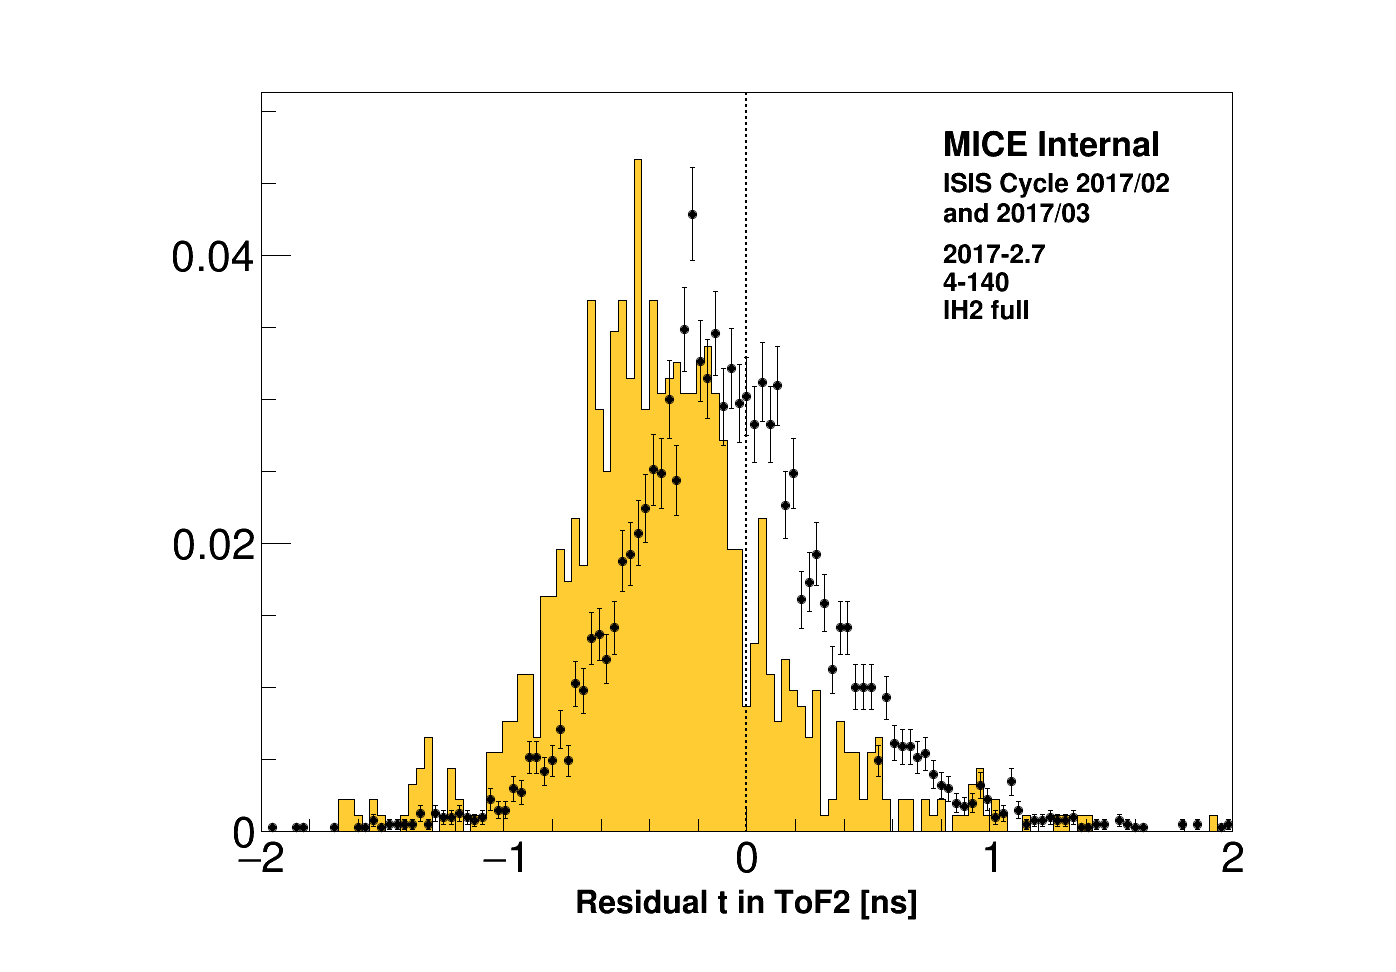 MICE Internal
ISIS Cycle 2017/02
and 2017/03
2017-2.7
4-140
IH2 full
0.04
0.02
0
−2 −1 0 1 2
Residual t in ToF2 [ns]